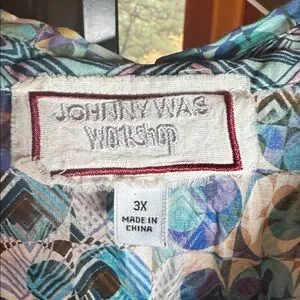 JOHNNY WAS
WORKSHOP
3X
MADE IN
CHINA